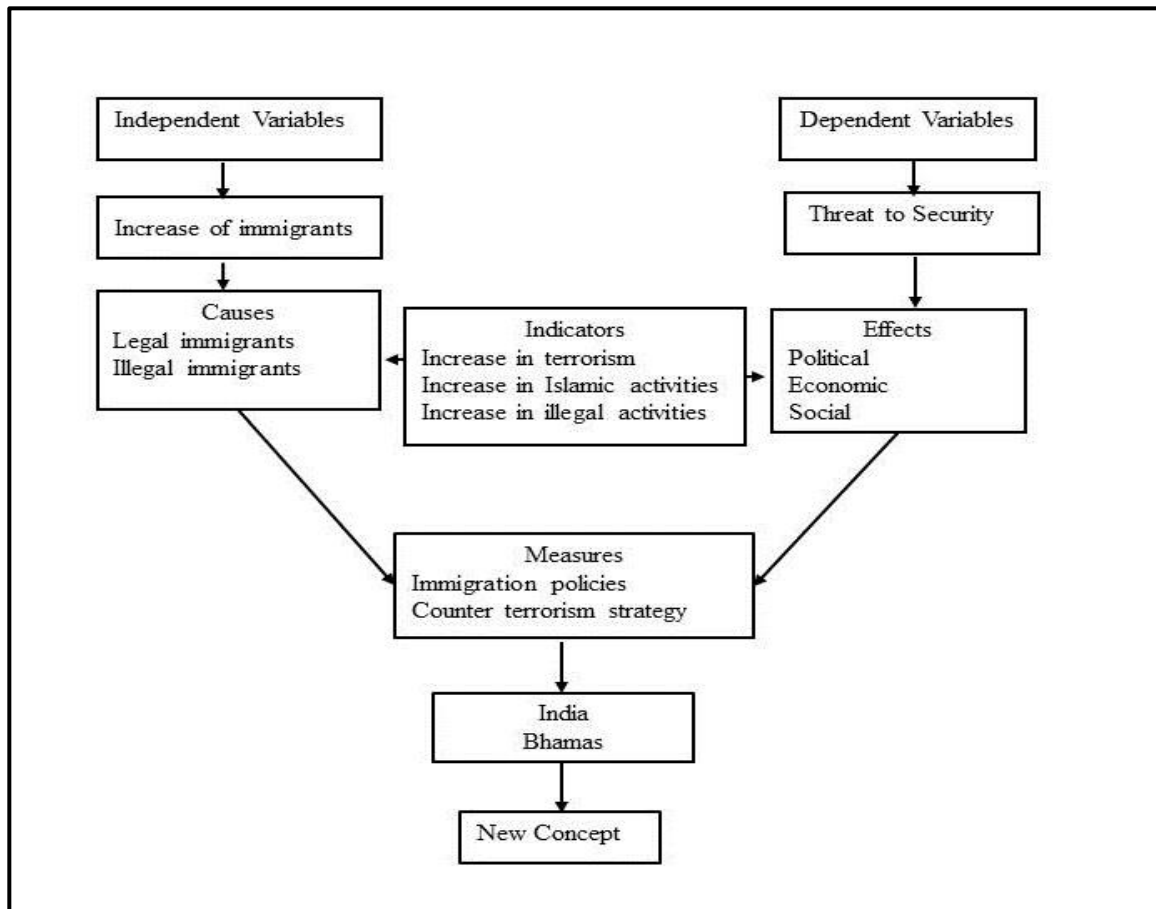 Independent Variables
Dependent Variables
Increase of immigrants
Threat to Security
Causes
Legal immigrants
Illegal immigrants
Indicators
Increase in terrorism
Increase in Islamic activities
Increase in illegal activities
Effects
Political
Economic
Social
Measures
Immigration policies
Counter terrorism strategy
India
Bhamas
New Concept